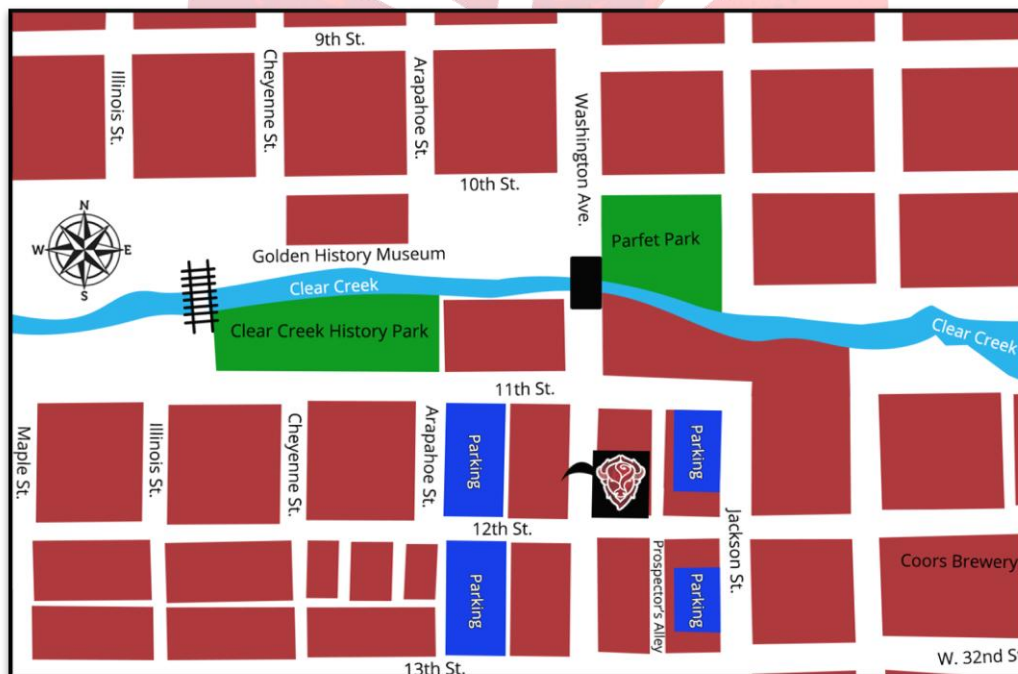 9th St.
Illinois St.
Cheyenne St.
Arapahoe St.
Washington Ave.
10th St.
N
W
E
S
Golden History Museum
Parfet Park
Clear Creek
Clear Creek History Park
Clear Creek
11th St.
Maple St.
Illinois St.
Cheyenne St.
Arapahoe St.
Parking
Parking
12th St.
Jackson St.
Prospector's Alley
Parking
Parking
Coors Brewery
13th St.
W. 32nd St